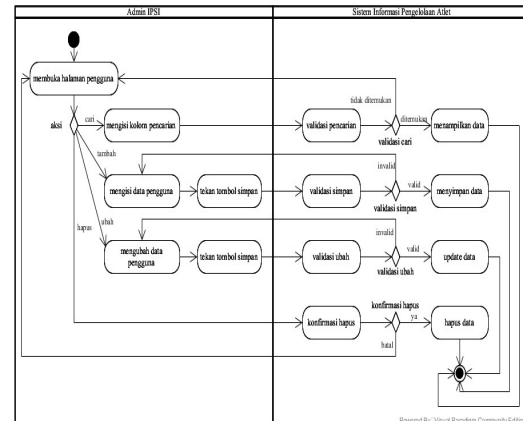 Admin IPSI
Sistem Informasi Pengelolaan Atlet
membuka halaman pengguna
tidak ditemukan
aksi
cari
mengisi kolom pencarian
validasi pencarian
ditemukan
menampilkan data
validasi cari
tambah
invalid
mengisi data pengguna
tekan tombol simpan
validasi simpan
valid
menyimpan data
validasi simpan
hapus
ubah
invalid
mengubah data
pengguna
tekan tombol simpan
validasi ubah
valid
update data
validasi ubah
konfirmasi hapus
konfirmasi hapus
ya
hapus data
batal